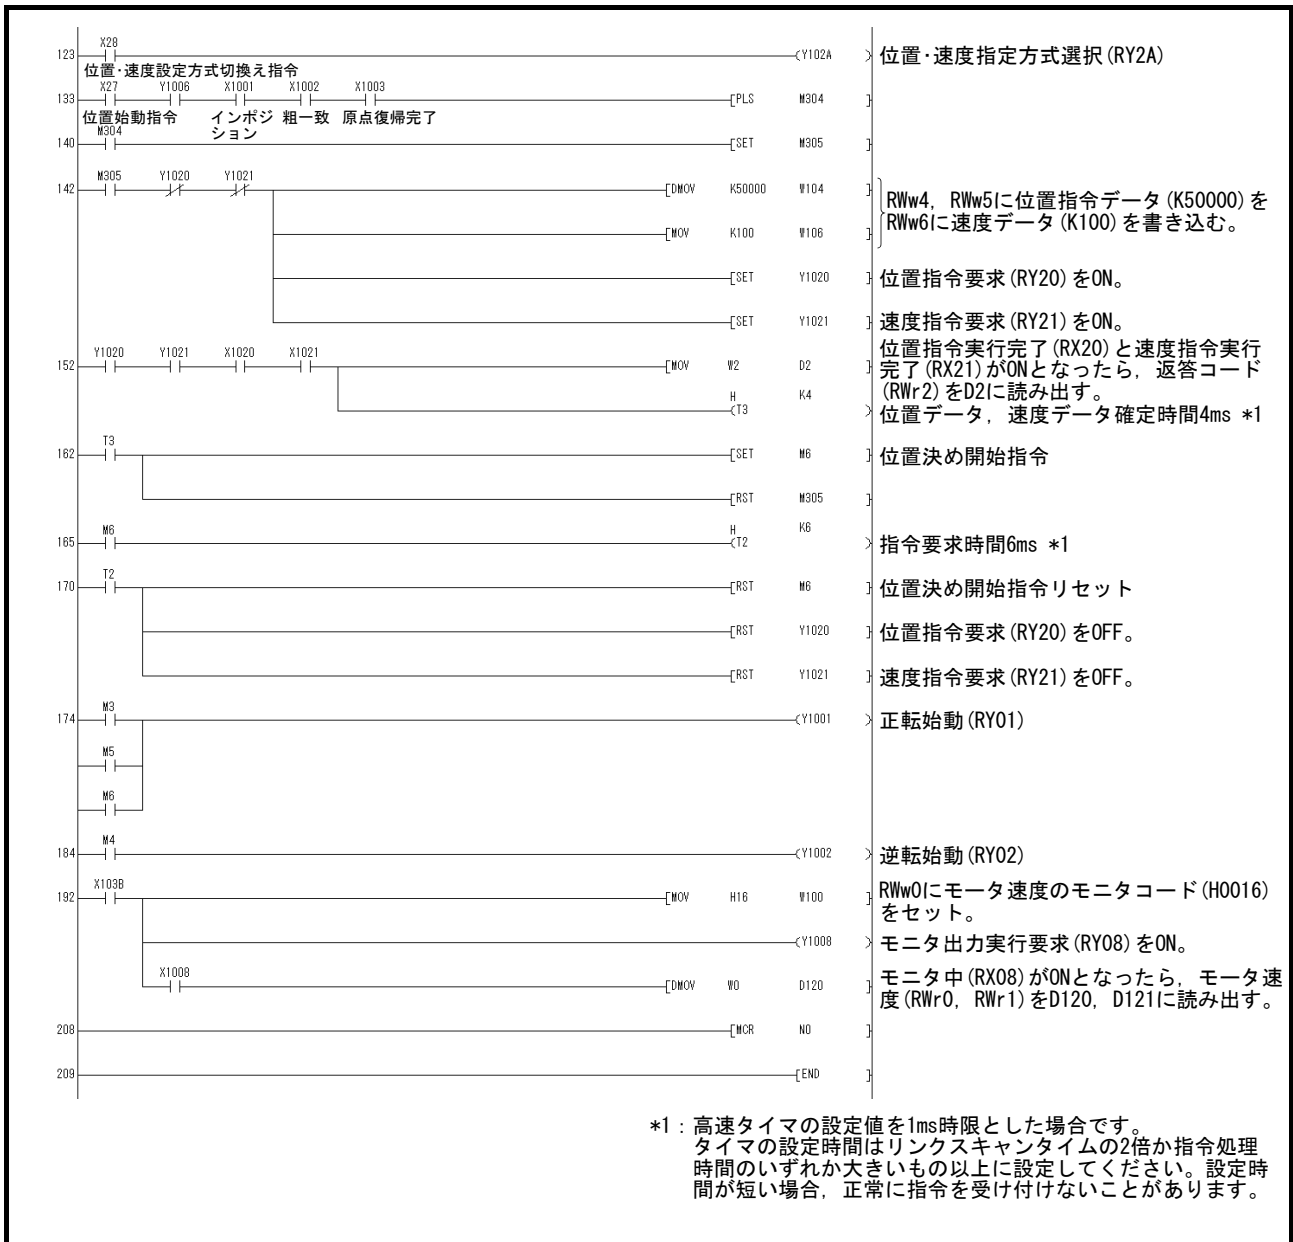 X28
123 (Y102A ) 位置・速度指定方式選択(RY2A)
位置・速度設定方式切換え指令
X27 Y1006 X1001 X1002 X1003
133 [PLS M304 ]
位置始動指令 インポジション 粗一致 原点復帰完了
M304
140 [SET M305 ]
M305 Y1020 Y1021
142 [DMOV K50000 W104 ] RWw4, RWw5に位置指令データ(K50000)を
[MOV K100 W106 ] RWw6に速度データ(K100)を書き込む。
[SET Y1020 ] 位置指令要求(RY20)をON。
[SET Y1021 ] 速度指令要求(RY21)をON。
Y1020 Y1021 X1020 X1021
152 [MOV W2 D2 ] 位置指令実行完了(RX20)と速度指令実行
完了(RX21)がONとなったら, 返答コード
(RWr2)をD2に読み出す。
H K4
(T3 ) 位置データ, 速度データ確定時間4ms *1
T3
162 [SET M6 ] 位置決め開始指令
[RST M305 ]
M6 H K6
165 (T2 ) 指令要求時間6ms *1
T2
170 [RST M6 ] 位置決め開始指令リセット
[RST Y1020 ] 位置指令要求(RY20)をOFF。
[RST Y1021 ] 速度指令要求(RY21)をOFF。
M3
174 (Y1001 ) 正転始動(RY01)
M5
M6
M4
184 (Y1002 ) 逆転始動(RY02)
X103B
192 [MOV H16 W100 ] RWw0にモータ速度のモニタコード(H0016)
をセット。
(Y1008 ) モニタ出力実行要求(RY08)をON。
X1008
[DMOV W0 D120 ] モニタ中(RX08)がONとなったら, モータ速
度(RWr0, RWr1)をD120, D121に読み出す。
208 [MCR N0 ]
209 [END ]
*1:高速タイマの設定値を1ms時限とした場合です。
タイマの設定時間はリンクスキャンタイムの2倍か指令処理
時間のいずれか大きいもの以上に設定してください。設定時
間が短い場合, 正常に指令を受け付けないことがあります。